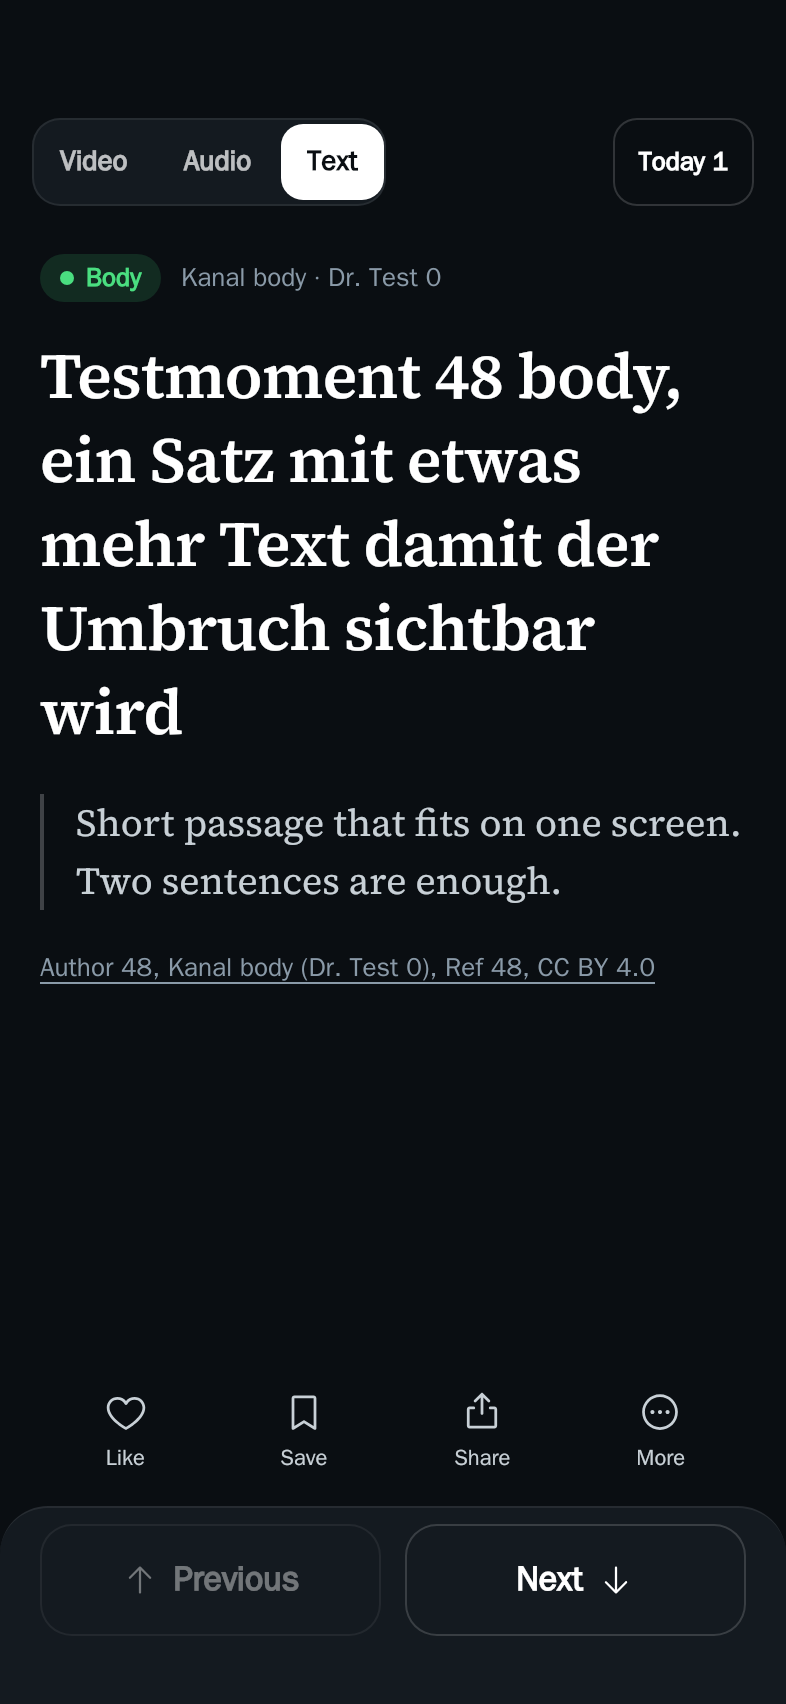 Video Audio Text Today 1
Body Kanal body · Dr. Test 0
Testmoment 48 body,
ein Satz mit etwas
mehr Text damit der
Umbruch sichtbar
wird
Short passage that fits on one screen.
Two sentences are enough.
Author 48, Kanal body (Dr. Test 0), Ref 48, CC BY 4.0
Like Save Share More
Previous Next